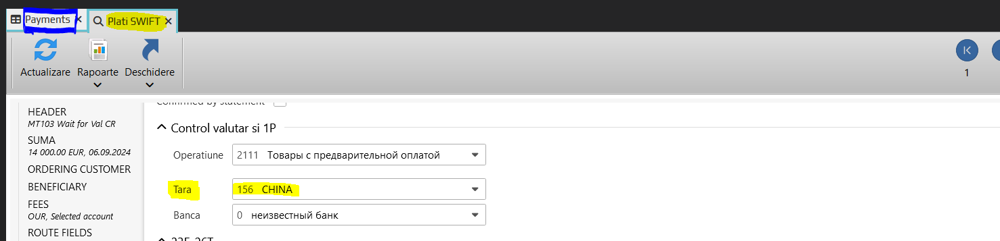 Payments
Plati SWIFT
Actualizare Rapoarte Deschidere
1
Confirmed by statement
HEADER
MT103 Wait for Val CR
SUMA
14 000.00 EUR, 06.09.2024
ORDERING CUSTOMER
BENEFICIARY
FEES
OUR, Selected account
ROUTE FIELDS
Control valutar si 1P
Operatiune 2111 Товары с предварительной оплатой
Tara 156 CHINA
Banca 0 неизвестный банк